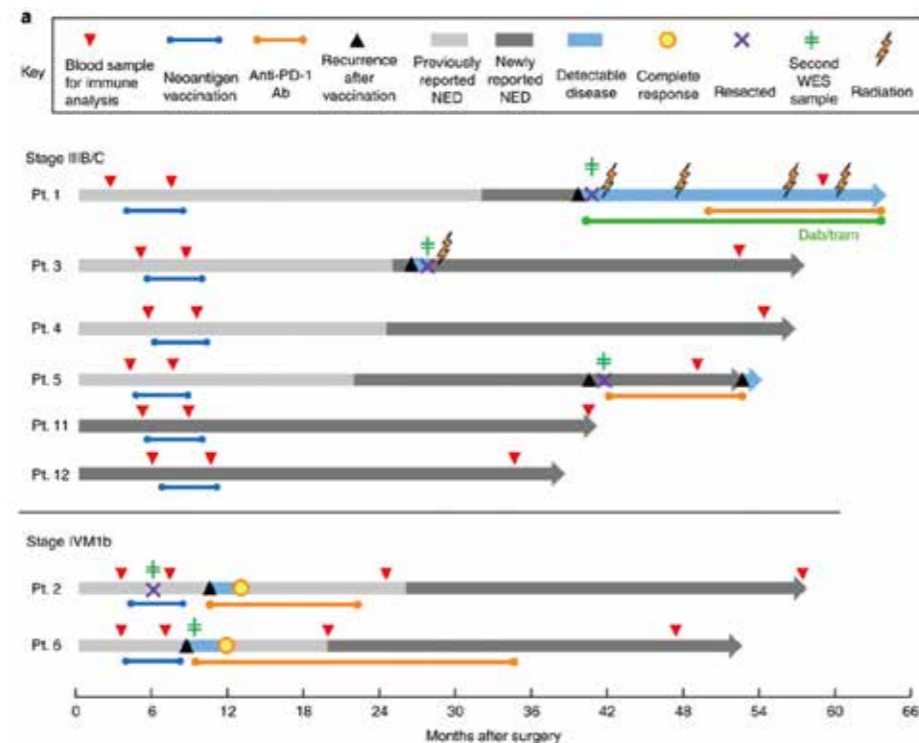 a
Key
Blood sample for immune analysis
Neoantigen vaccination
Anti-PD-1 Ab
Recurrence after vaccination
Previously reported NED
Newly reported NED
Detectable disease
Complete response
Resected
Second WES sample
Radiation
Stage IIIB/C
Pt. 1
Dab/tram
Pt. 3
Pt. 4
Pt. 5
Pt. 11
Pt. 12
Stage IVM1b
Pt. 2
Pt. 6
0 6 12 18 24 30 36 42 48 54 60 66
Months after surgery